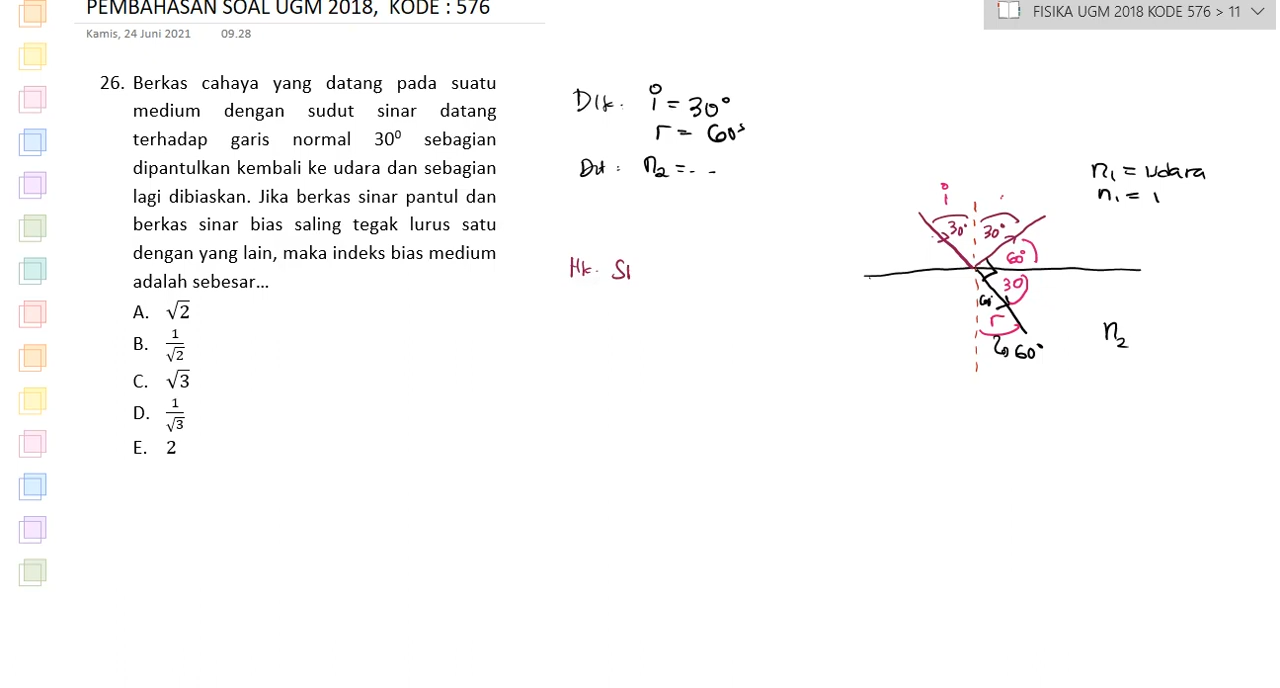 PEMBAHASAN SOAL UGM 2018, KODE : 576
FISIKA UGM 2018 KODE 576 > 11
Kamis, 24 Juni 2021 09.28
26. Berkas cahaya yang datang pada suatu
medium dengan sudut sinar datang
terhadap garis normal 30⁰ sebagian
dipantulkan kembali ke udara dan sebagian
lagi dibiaskan. Jika berkas sinar pantul dan
berkas sinar bias saling tegak lurus satu
dengan yang lain, maka indeks bias medium
adalah sebesar...
A. √2
B. 1/√2
C. √3
D. 1/√3
E. 2
Dik. i = 30°
r = 60°
Dit : n₂ = . . -
Hk. Sn
n₁ = udara
n₁ = 1
i
30° 30°
60°
30
60°
r
60°
n₂